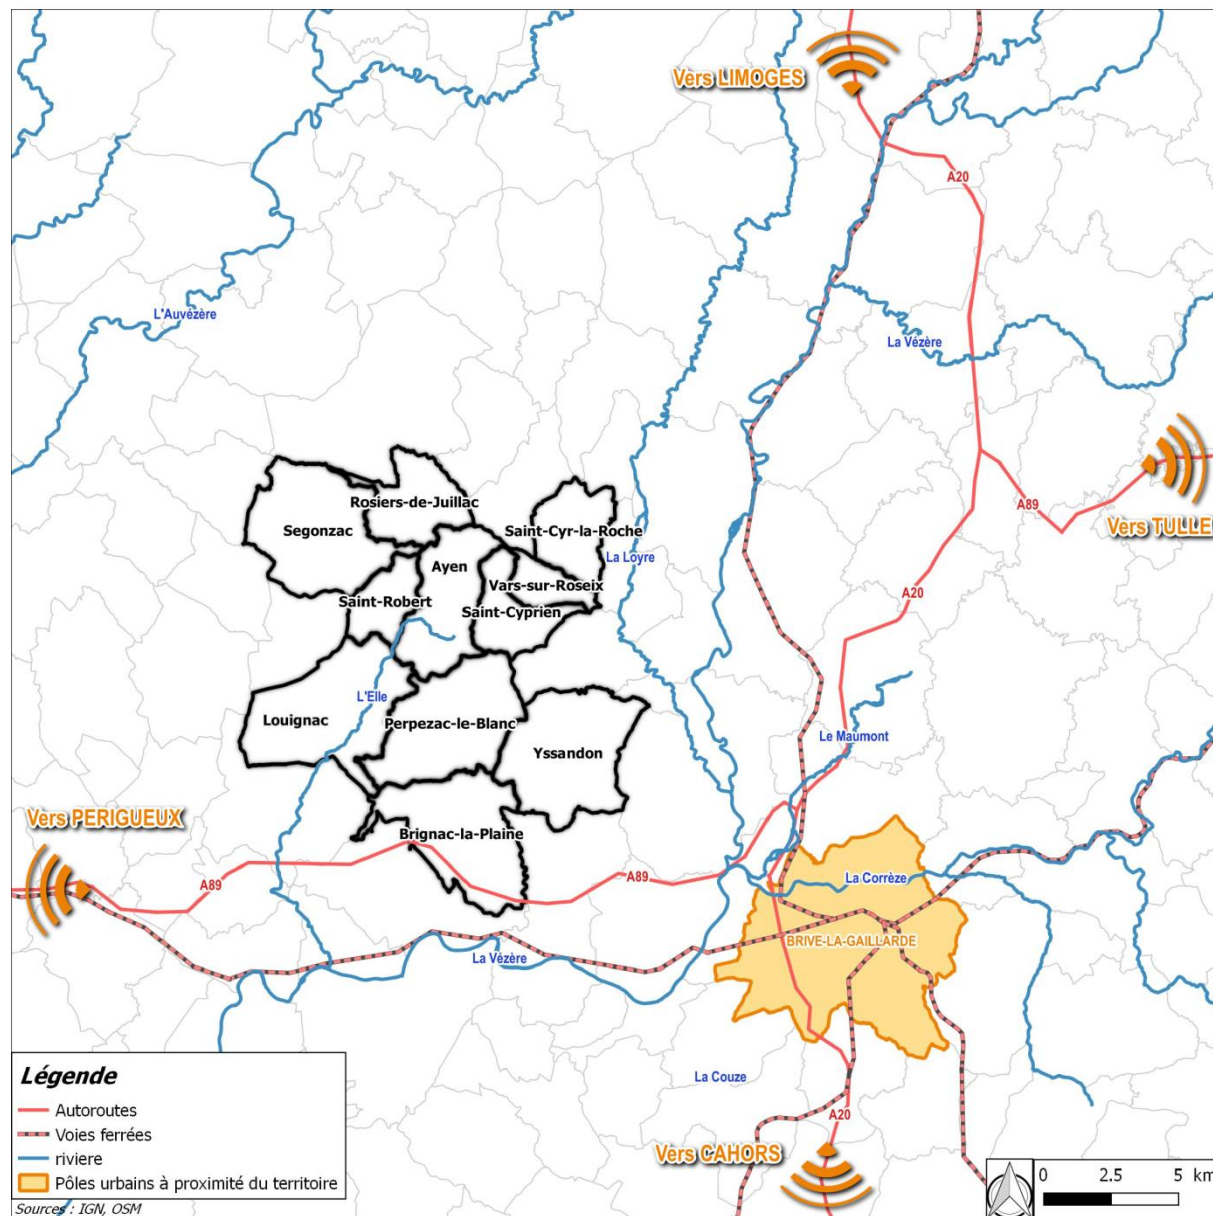 Vers LIMOGES
A20
L'Auvézère
La Vézère
Rosiers-de-Juillac
Segonzac
Saint-Cyr-la-Roche
A89
Vers TULLE
La Loyre
Ayen
Vars-sur-Roseix
Saint-Robert
Saint-Cyprien
A20
L'Elle
Louignac
Perpezac-le-Blanc
Yssandon
Le Maumont
Vers PERIGUEUX
Brignac-la-Plaine
A89
A89
La Corrèze
BRIVE-LA-GAILLARDE
La Vézère
La Couze
A20
Vers CAHORS
Légende
Autoroutes
Voies ferrées
riviere
Pôles urbains à proximité du territoire
0 2.5 5 km
Sources : IGN, OSM